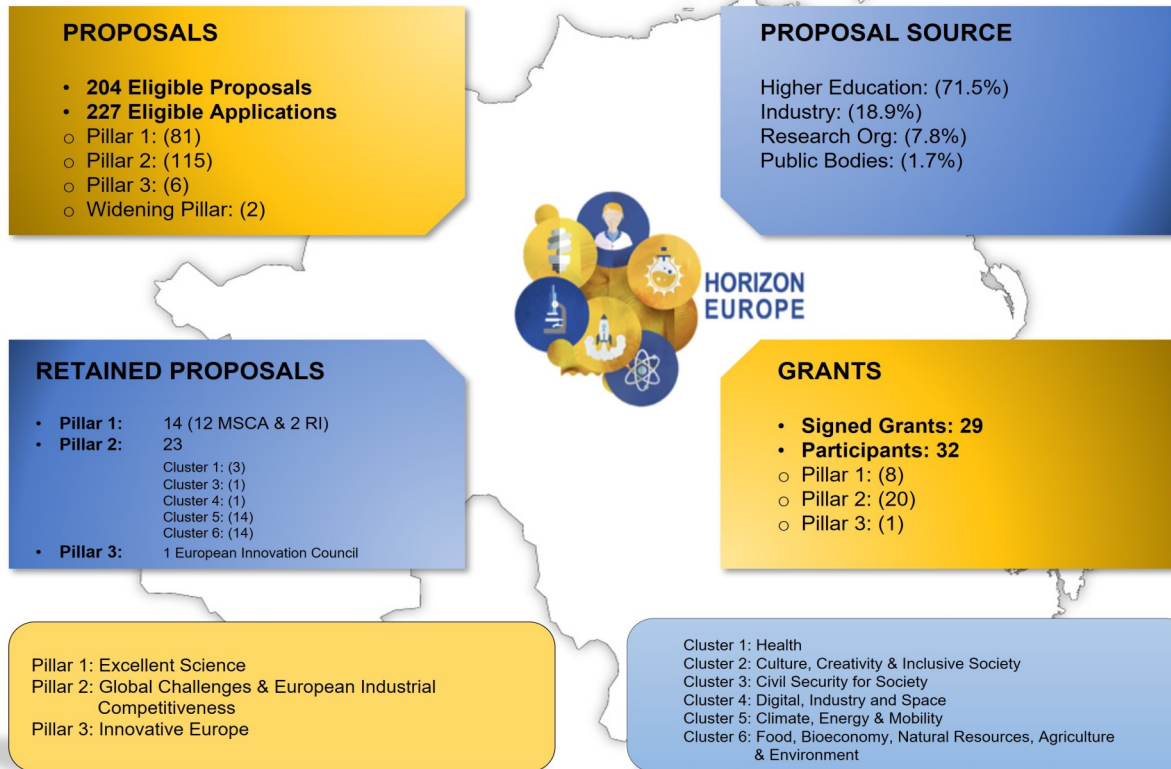 PROPOSALS
• 204 Eligible Proposals
• 227 Eligible Applications
o Pillar 1: (81)
o Pillar 2: (115)
o Pillar 3: (6)
o Widening Pillar: (2)
PROPOSAL SOURCE
Higher Education: (71.5%)
Industry: (18.9%)
Research Org: (7.8%)
Public Bodies: (1.7%)
HORIZON
EUROPE
RETAINED PROPOSALS
• Pillar 1: 14 (12 MSCA & 2 RI)
• Pillar 2: 23
Cluster 1: (3)
Cluster 3: (1)
Cluster 4: (1)
Cluster 5: (14)
Cluster 6: (14)
• Pillar 3: 1 European Innovation Council
GRANTS
• Signed Grants: 29
• Participants: 32
o Pillar 1: (8)
o Pillar 2: (20)
o Pillar 3: (1)
Pillar 1: Excellent Science
Pillar 2: Global Challenges & European Industrial
Competitiveness
Pillar 3: Innovative Europe
Cluster 1: Health
Cluster 2: Culture, Creativity & Inclusive Society
Cluster 3: Civil Security for Society
Cluster 4: Digital, Industry and Space
Cluster 5: Climate, Energy & Mobility
Cluster 6: Food, Bioeconomy, Natural Resources, Agriculture
& Environment